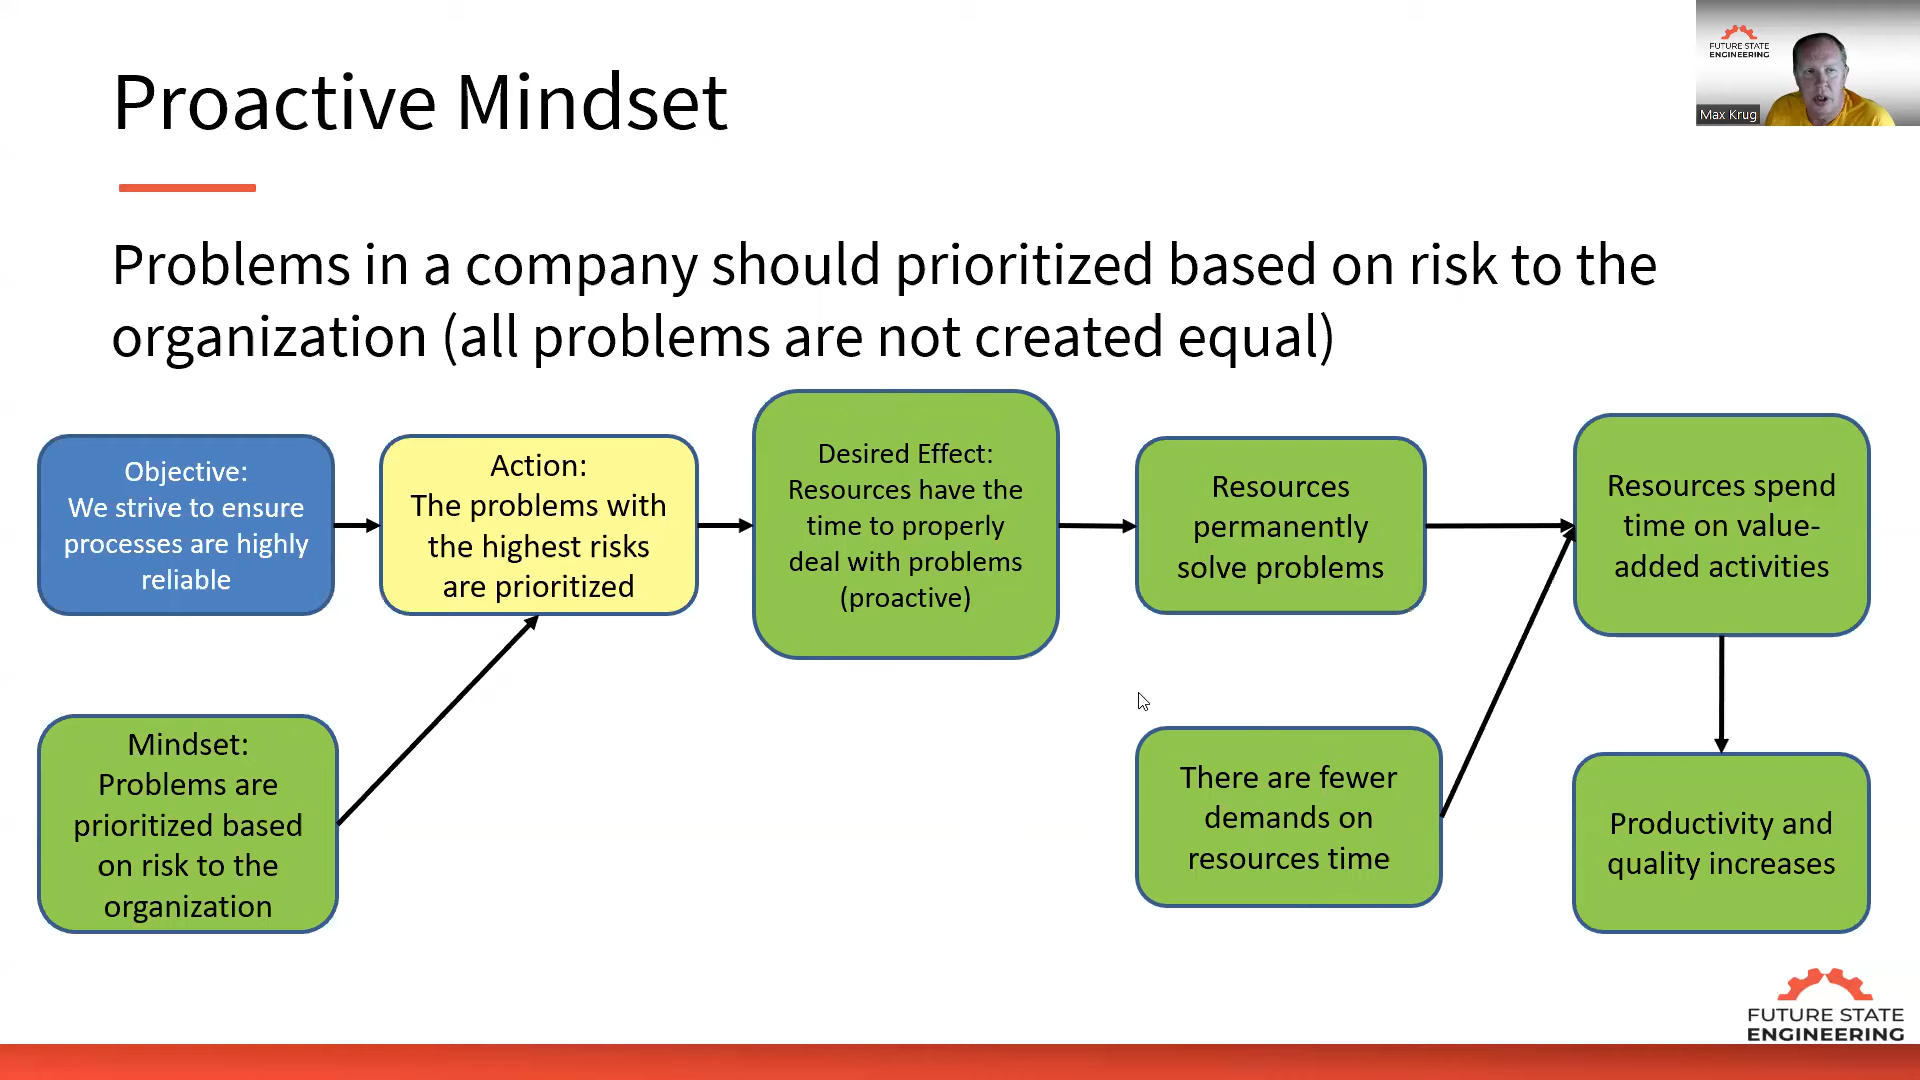 FUTURE STATE
ENGINEERING
Max Krug
Proactive Mindset
Problems in a company should prioritized based on risk to the
organization (all problems are not created equal)
Objective:
We strive to ensure
processes are highly
reliable
Action:
The problems with
the highest risks
are prioritized
Desired Effect:
Resources have the
time to properly
deal with problems
(proactive)
Resources
permanently
solve problems
Resources spend
time on value-
added activities
Mindset:
Problems are
prioritized based
on risk to the
organization
There are fewer
demands on
resources time
Productivity and
quality increases
FUTURE STATE
ENGINEERING